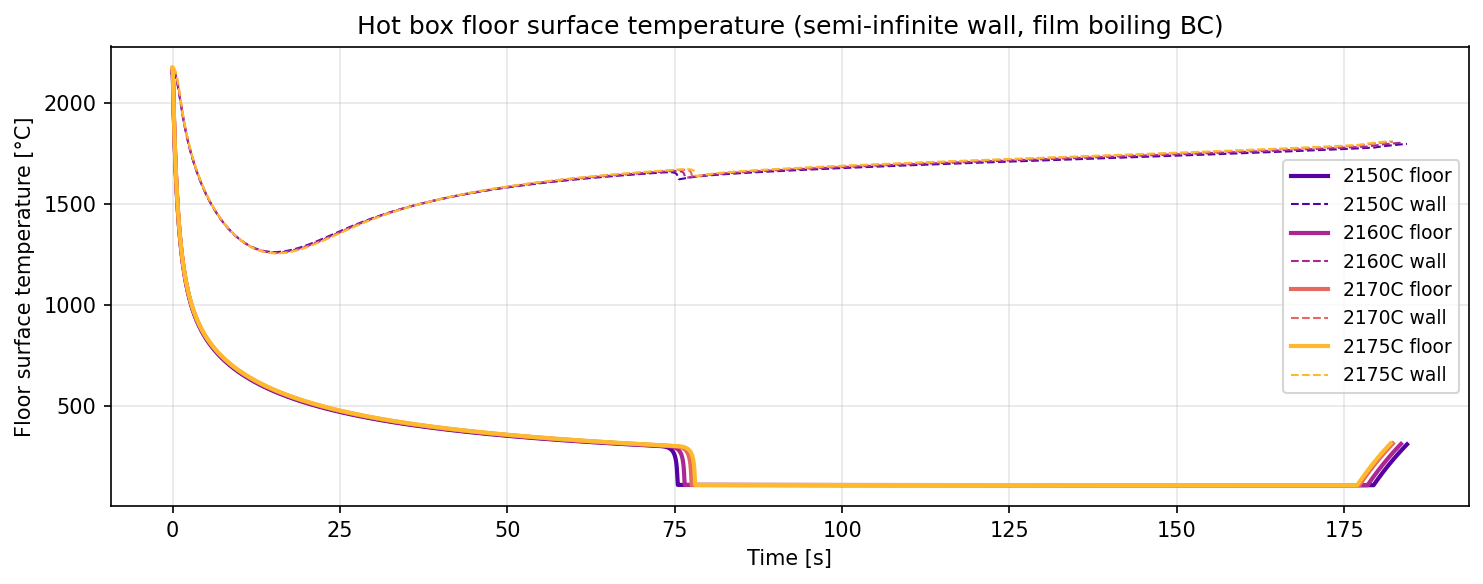 Hot box floor surface temperature (semi-infinite wall, film boiling BC)
Floor surface temperature [°C]
2000
1500
1000
500
0
25
50
75
100
125
150
175
Time [s]
2150C floor
2150C wall
2160C floor
2160C wall
2170C floor
2170C wall
2175C floor
2175C wall